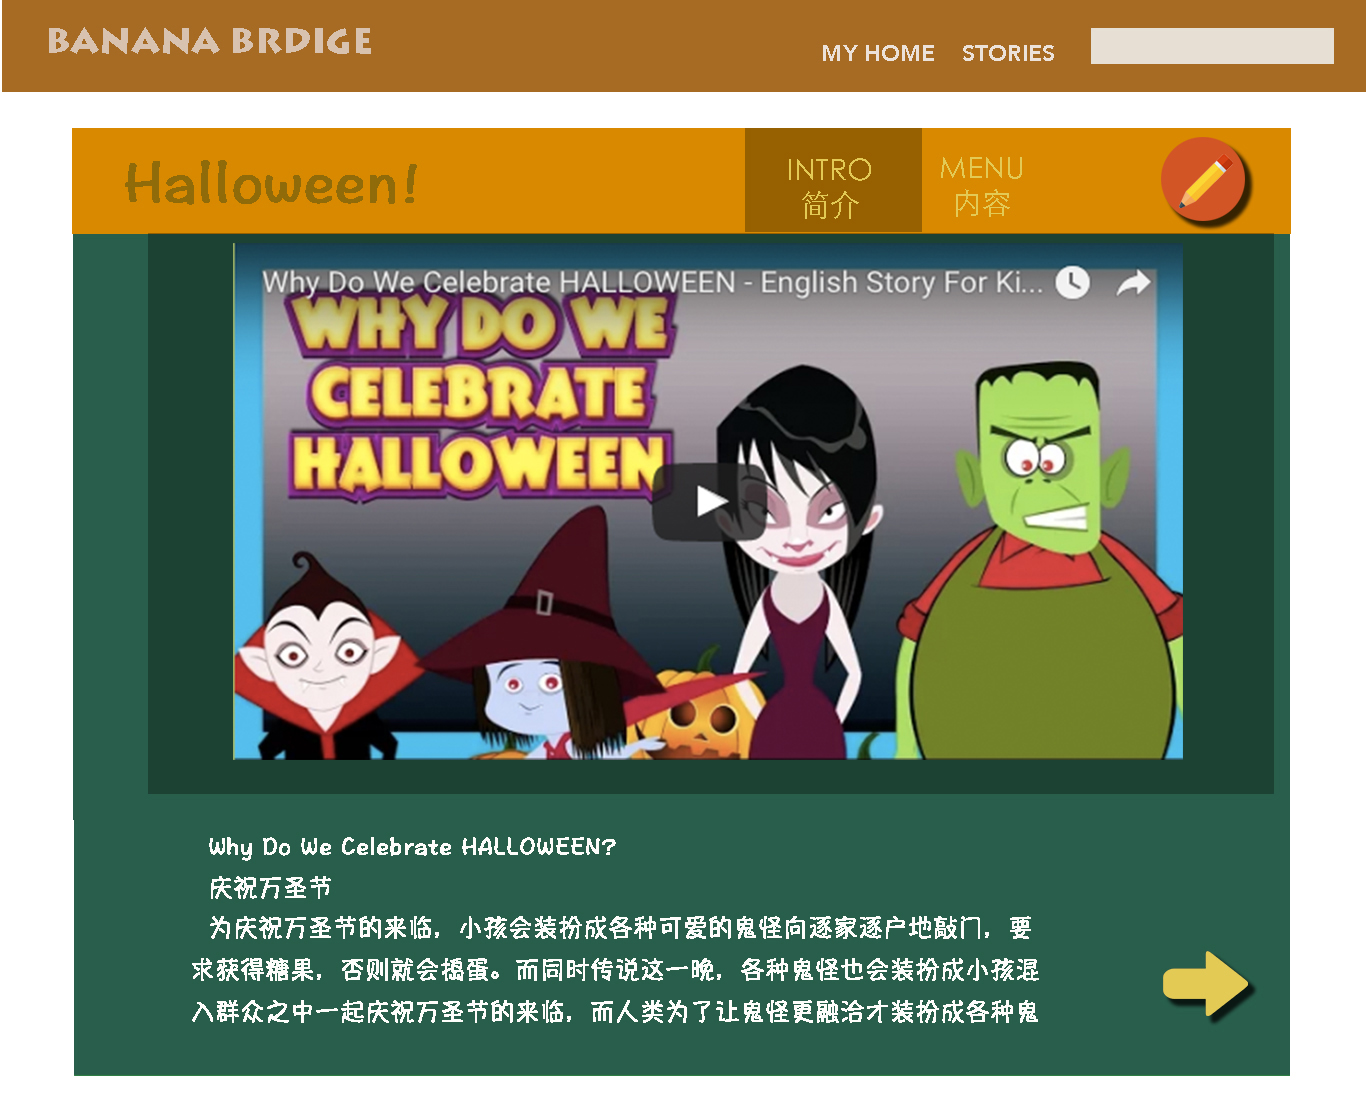 BANANA BRDIGE
MY HOME STORIES
Halloween!
INTRO
简介
MENU
内容
Why Do We Celebrate HALLOWEEN - English Story For Ki...
WHY DO WE
CELEBRATE
HALLOWEEN
Why Do We Celebrate HALLOWEEN?
庆祝万圣节
为庆祝万圣节的来临，小孩会装扮成各种可爱的鬼怪向逐家逐户地敲门，要
求获得糖果，否则就会捣蛋。而同时传说这一晚，各种鬼怪也会装扮成小孩混
入群众之中一起庆祝万圣节的来临，而人类为了让鬼怪更融洽才装扮成各种鬼